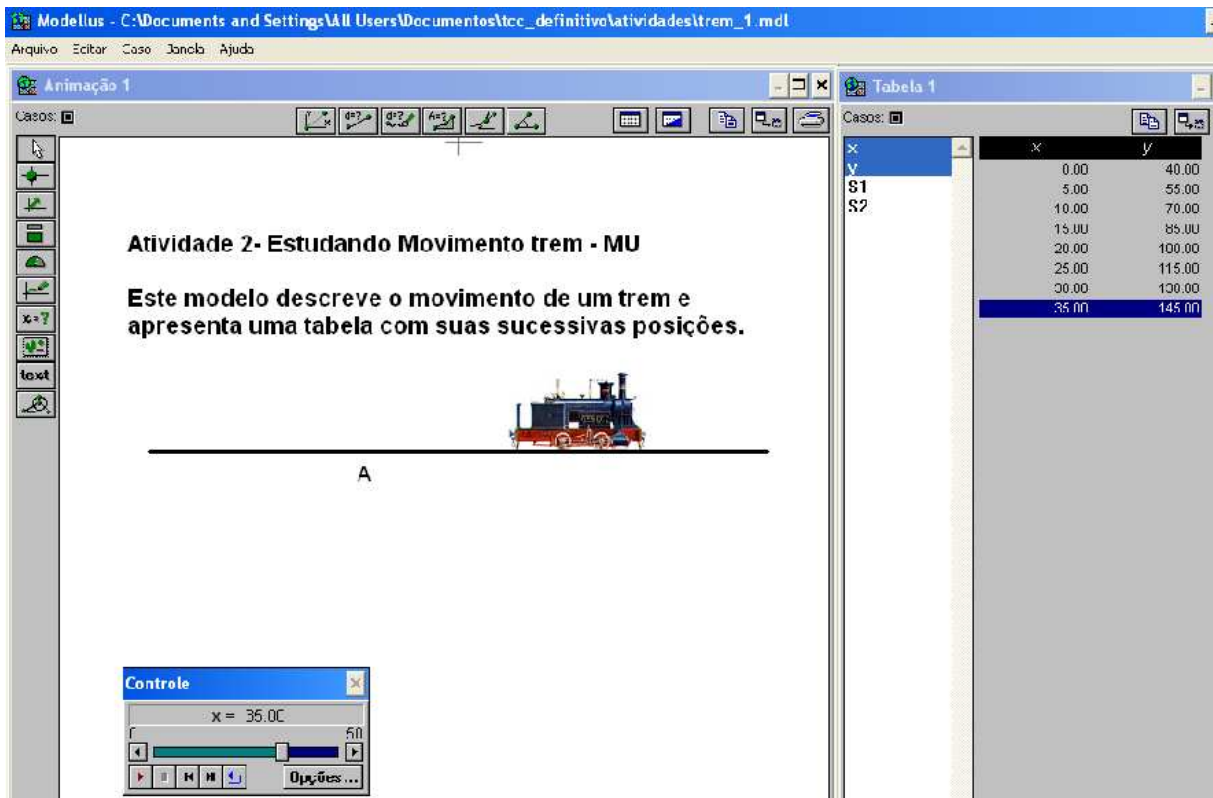 Modellus - C:\Documents and Settings\All Users\Documentos\tcc_definitivo\atividades\trem_1.mdl
Arquivo Editar Caso Janela Ajuda
Animação 1
Casos:
text
Atividade 2- Estudando Movimento trem - MU
Este modelo descreve o movimento de um trem e
apresenta uma tabela com suas sucessivas posições.
A
Controle
x = 35.00
50
Opções...
Tabela 1
Casos:
x
y
S1
S2
x y
0.00 40.00
5.00 55.00
10.00 70.00
15.00 85.00
20.00 100.00
25.00 115.00
30.00 130.00
35.00 145.00